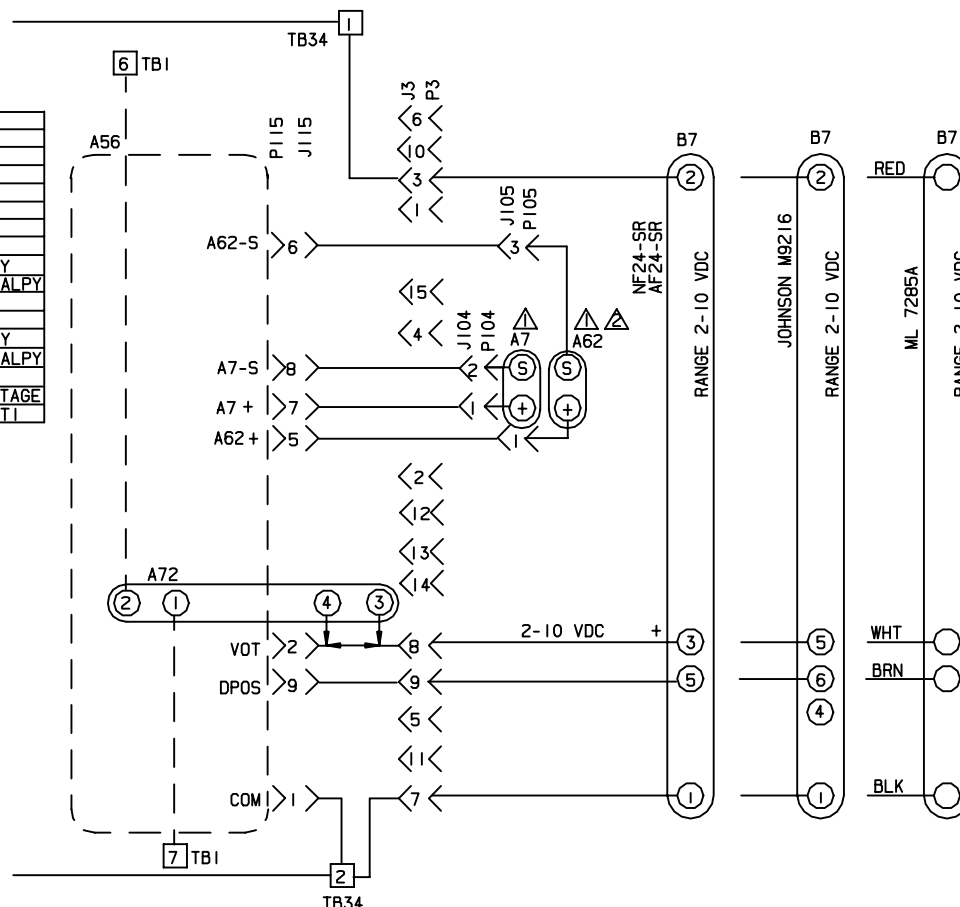 1
TB34
6 TB1
J3
P3
6
10
3
1
A56
P115
J115
B7
B7
B7
2
2
RED
J105
P105
A62-S
6
3
NF24-SR
AF24-SR
RANGE 2-10 VDC
JOHNSON M9216
RANGE 2-10 VDC
ML 7285A
RANGE 2-10 VDC
Y
ALPY
15
4
J104
P104
1
A7
1
2
A62
Y
ALPY
TAGE
T1
A7-S
8
2
S
S
A7 +
7
1
+
+
A62 +
5
1
2
12
13
14
A72
2
1
4
3
VOT
2
8
2-10 VDC
+
3
5
WHT
DPOS
9
9
5
6
BRN
5
4
11
COM
1
7
1
1
BLK
7 TB1
2
TB34